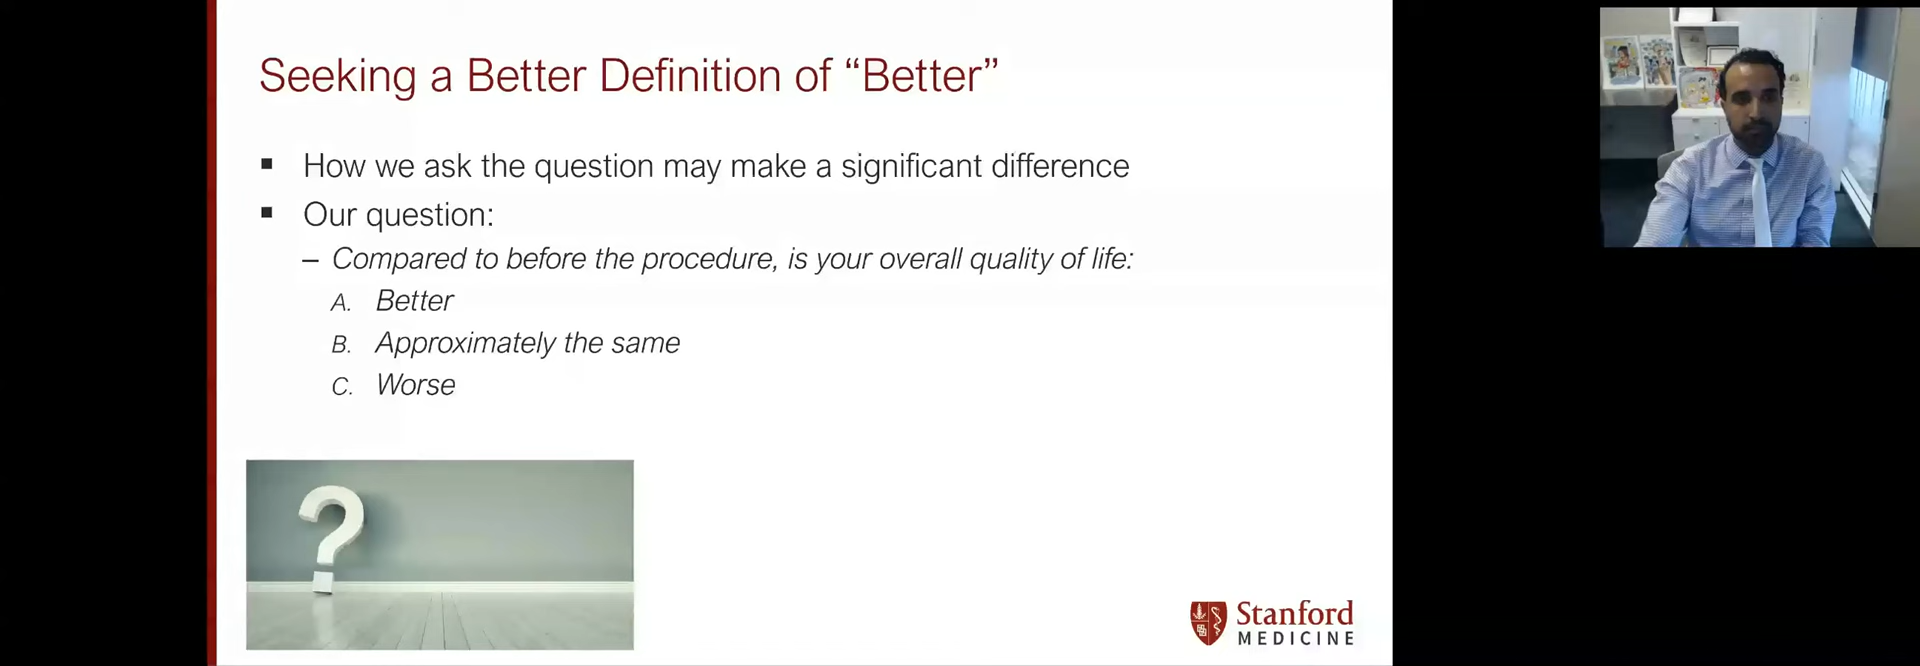 Seeking a Better Definition of “Better”
▪ How we ask the question may make a significant difference
▪ Our question:
– Compared to before the procedure, is your overall quality of life:
A. Better
B. Approximately the same
C. Worse
?
Stanford
MEDICINE